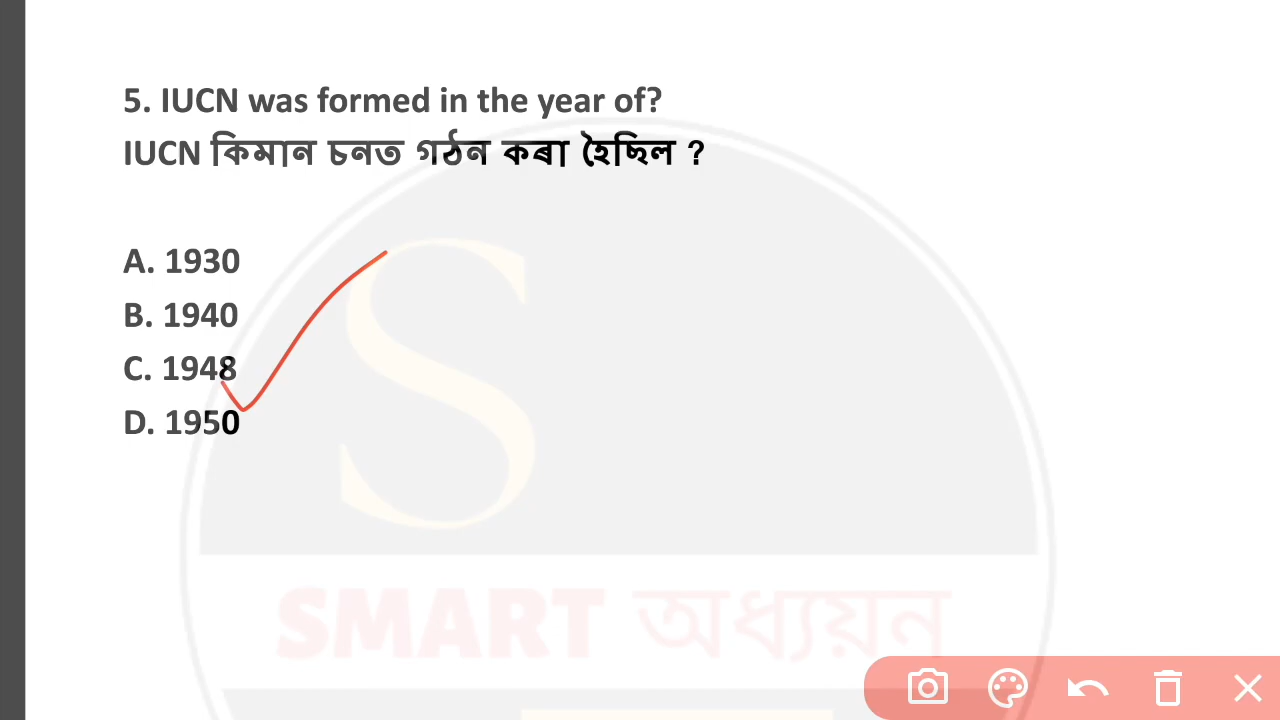 5. IUCN was formed in the year of?
IUCN কিমান চনত গঠন কৰা হৈছিল ?
A. 1930
B. 1940
C. 1948
D. 1950
S
SMART অধ্যয়ন